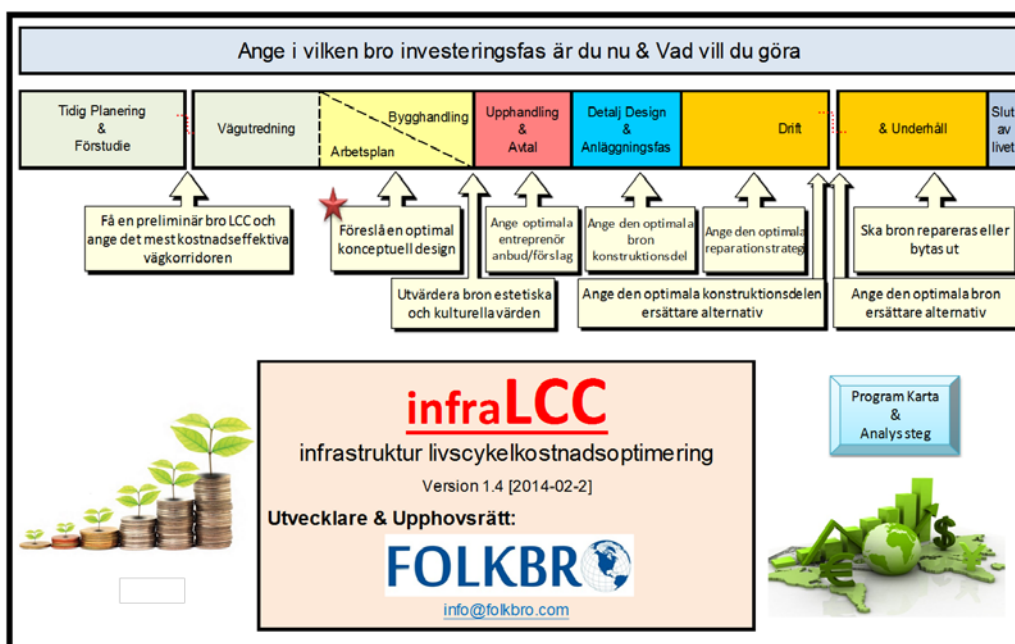 Ange i vilken bro investeringsfas är du nu & Vad vill du göra
Tidig Planering
&
Förstudie
Vägutredning
Bygghandling
Arbetsplan
Upphandling
&
Avtal
Detalj Design
&
Anläggningsfas
Drift
& Underhåll
Slut
av
livet
Få en preliminär bro LCC och
ange det mest kostnadseffektiva
vägkorridoren
Föreslå en optimal
konceptuell design
Ange optimala
entreprenör
anbud/förslag
Ange den optimala
bron
konstruktionsdel
Ange den optimala
reparationstrateg
Ska bron repareras eller
bytas ut
Utvärdera bron estetiska
och kulturella värden
Ange den optimala konstruktionsdelen
ersättare alternativ
Ange den optimala bron
ersättare alternativ
infraLCC
infrastruktur livscykelkostnadsoptimering
Version 1.4 [2014-02-2]
Utvecklare & Upphovsrätt:
FOLKBRO
info@folkbro.com
Program Karta
&
Analys steg